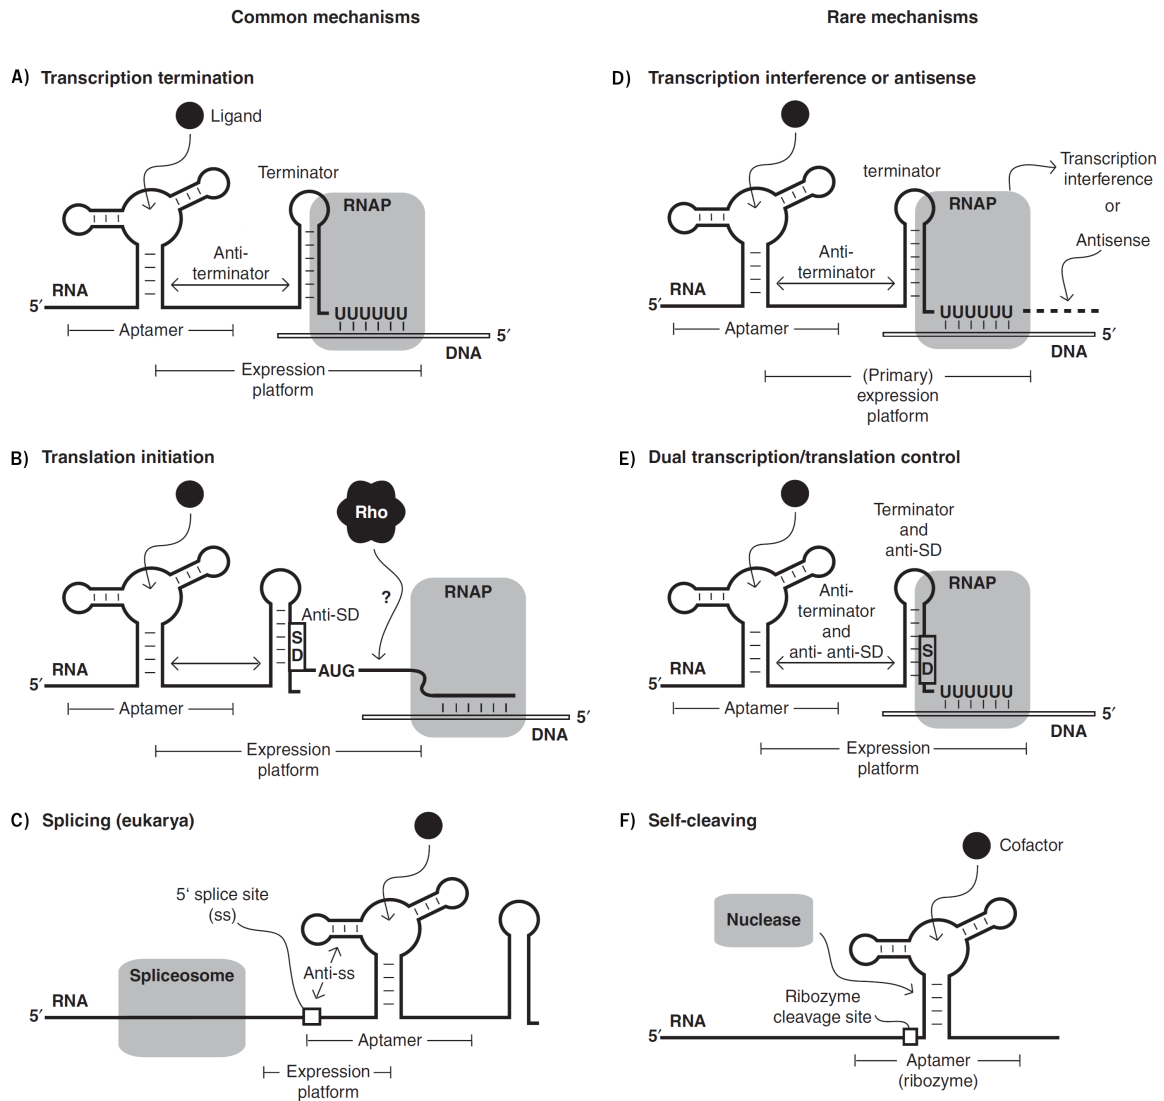 Common mechanisms
Rare mechanisms
A) Transcription termination
Ligand
Terminator
RNAP
Anti-
terminator
RNA
5′
UUUUUU
5′
DNA
Aptamer
Expression
platform
D) Transcription interference or antisense
terminator
RNAP
Transcription
interference
or
Antisense
Anti-
terminator
RNA
5′
UUUUUU
5′
DNA
Aptamer
(Primary)
expression
platform
B) Translation initiation
Rho
?
RNAP
Anti-SD
S
D
AUG
RNA
5′
5′
DNA
Aptamer
Expression
platform
E) Dual transcription/translation control
Terminator
and
anti-SD
RNAP
Anti-
terminator
and
anti- anti-SD
S
D
RNA
5′
UUUUUU
5′
DNA
Aptamer
Expression
platform
C) Splicing (eukarya)
5‘ splice site
(ss)
Anti-ss
Spliceosome
RNA
5′
Aptamer
Expression
platform
F) Self-cleaving
Cofactor
Nuclease
Ribozyme
cleavage site
RNA
5′
Aptamer
(ribozyme)